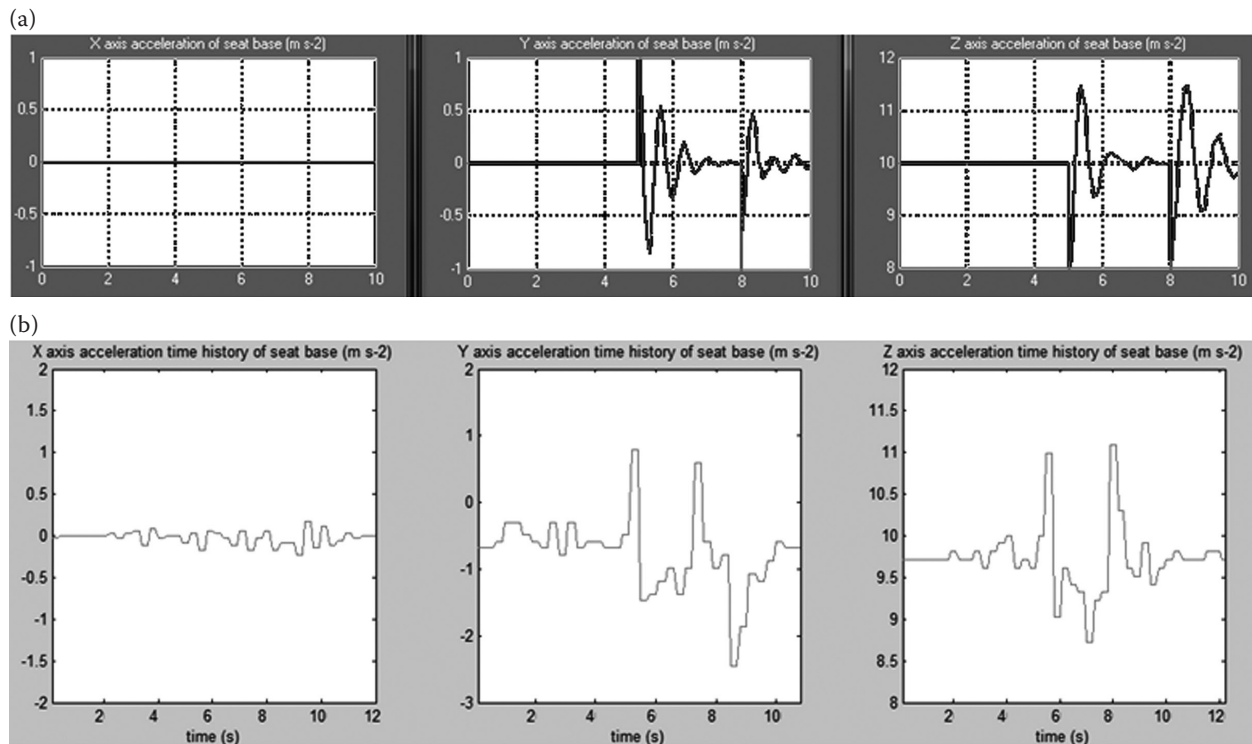 (a)
X axis acceleration of seat base (m s-2)
Y axis acceleration of seat base (m s-2)
Z axis acceleration of seat base (m s-2)
1
0.5
0
-0.5
-1
0 2 4 6 8 10
1
0.5
0
-0.5
-1
0 2 4 6 8 10
12
11
10
9
8
0 2 4 6 8 10
(b)
X axis acceleration time history of seat base (m s-2)
Y axis acceleration time history of seat base (m s-2)
Z axis acceleration time history of seat base (m s-2)
2
1.5
1
0.5
0
-0.5
-1
-1.5
-2
2 4 6 8 10 12
time (s)
2
1
0
-1
-2
-3
2 4 6 8 10
time (s)
12
11.5
11
10.5
10
9.5
9
8.5
8
2 4 6 8 10 12
time (s)